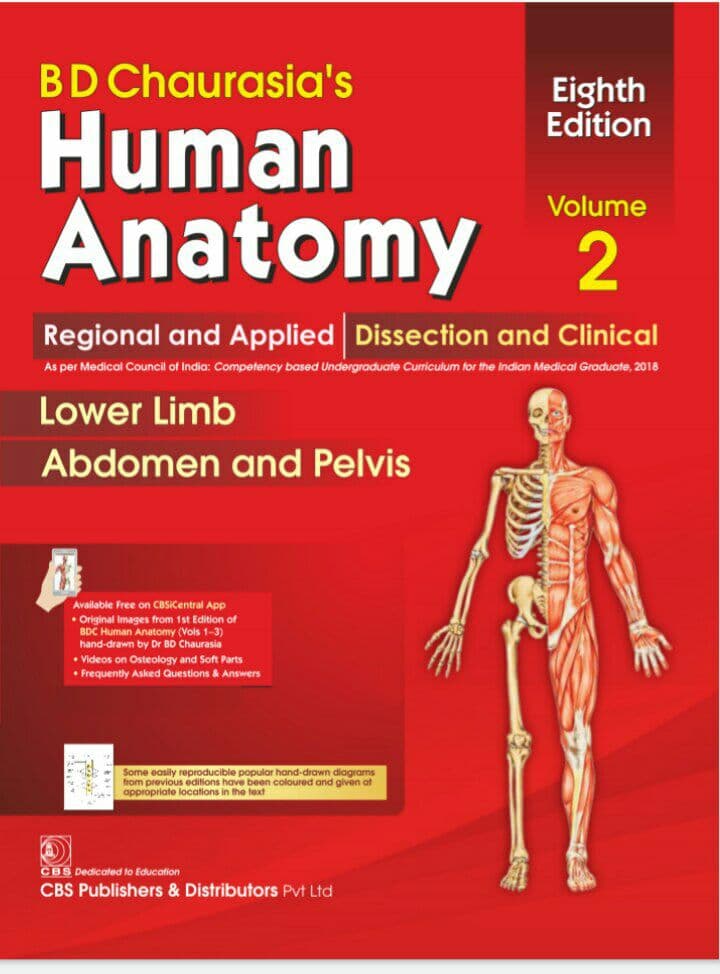 B D Chaurasia's
Human
Anatomy
Eighth
Edition
Volume
2
Regional and Applied | Dissection and Clinical
As per Medical Council of India: Competency based Undergraduate Curriculum for the Indian Medical Graduate, 2018
Lower Limb
Abdomen and Pelvis
Available Free on CBSiCentral App
• Original Images from 1st Edition of
BDC Human Anatomy (Vols 1–3)
hand-drawn by Dr BD Chaurasia
• Videos on Osteology and Soft Parts
• Frequently Asked Questions & Answers
Some easily reproducible popular hand-drawn diagrams
from previous editions have been coloured and given at
appropriate locations in the text
CBS Dedicated to Education
CBS Publishers & Distributors Pvt Ltd